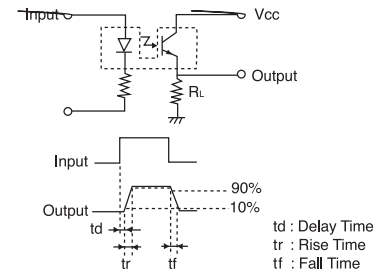 Input
Vcc
Output
RL
Input
Output
90%
10%
td
tr
tf
td : Delay Time
tr : Rise Time
tf : Fall Time